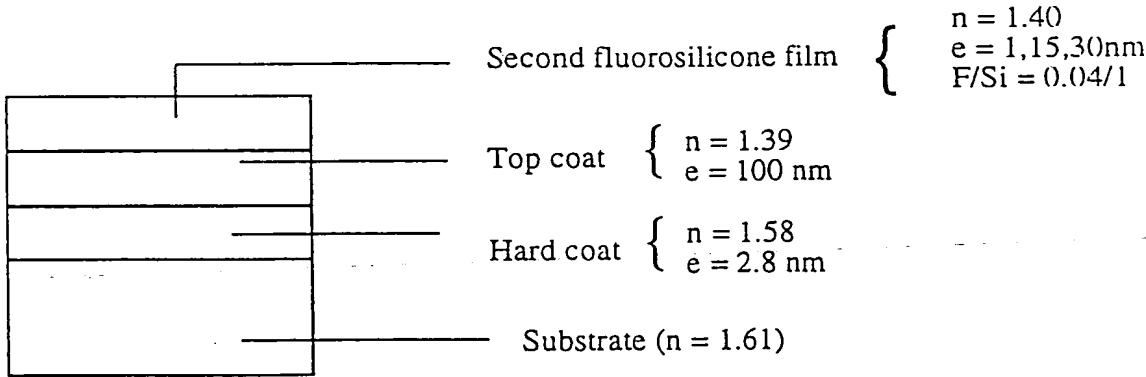 n = 1.40
Second fluorosilicone film { e = 1,15,30nm
F/Si = 0.04/1
Top coat { n = 1.39
e = 100 nm
Hard coat { n = 1.58
e = 2.8 nm
Substrate (n = 1.61)